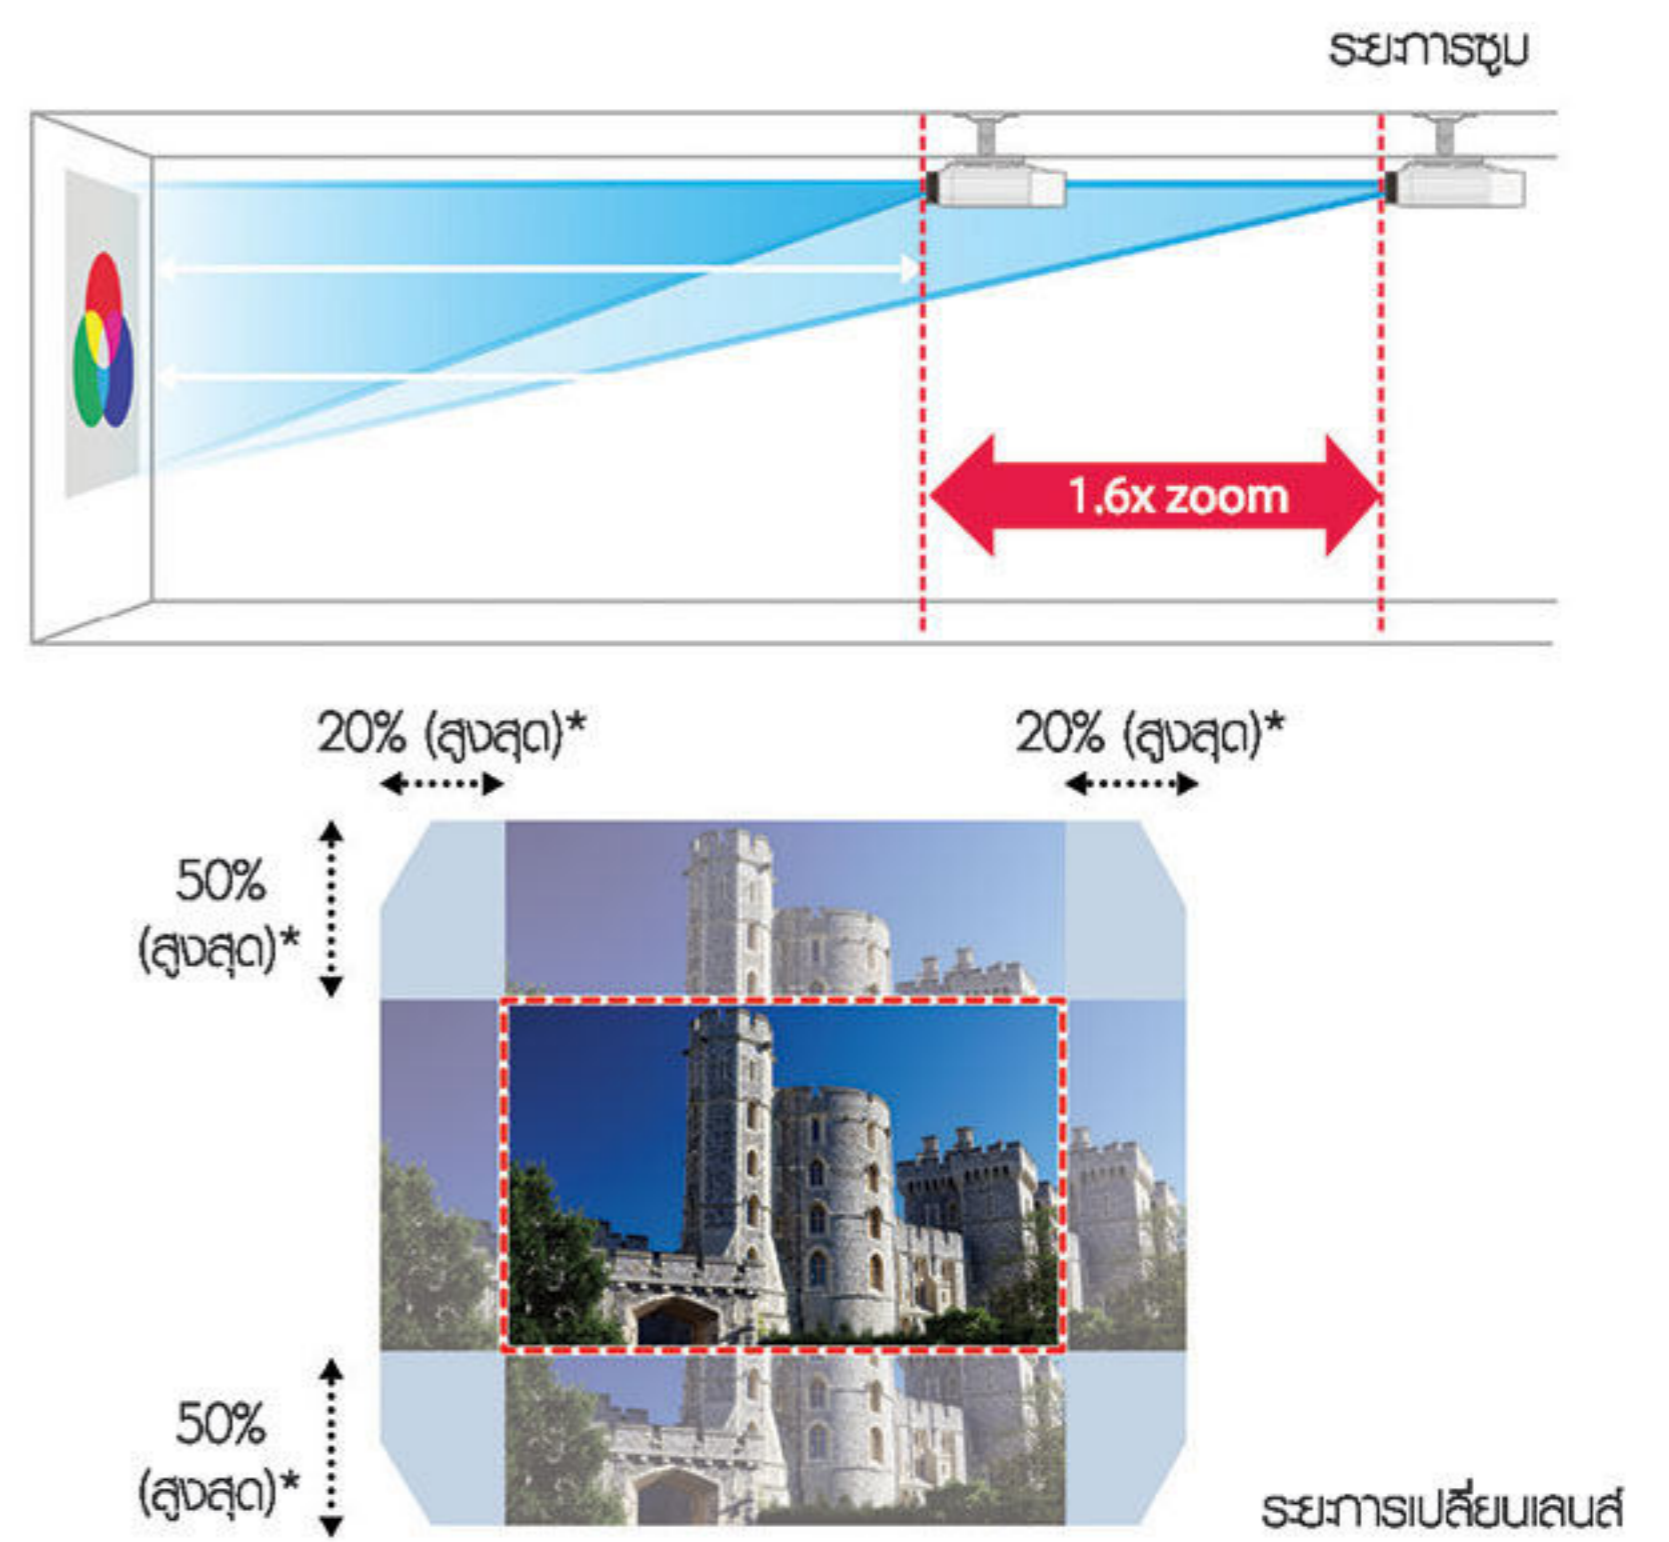 ระยะการซูม
1.6x zoom
20% (สูงสุด)*
20% (สูงสุด)*
50%
(สูงสุด)*
50%
(สูงสุด)*
ระยะการเปลี่ยนเลนส์